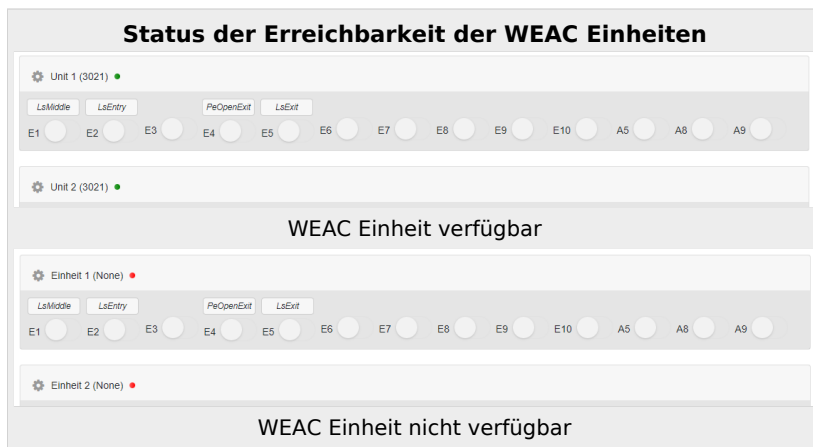 Status der Erreichbarkeit der WEAC Einheiten
Unit 1 (3021)
LsMiddle LsEntry PeOpenExit LsExit
E1 E2 E3 E4 E5 E6 E7 E8 E9 E10 A5 A8 A9
Unit 2 (3021)
WEAC Einheit verfügbar
Einheit 1 (None)
LsMiddle LsEntry PeOpenExit LsExit
E1 E2 E3 E4 E5 E6 E7 E8 E9 E10 A5 A8 A9
Einheit 2 (None)
WEAC Einheit nicht verfügbar